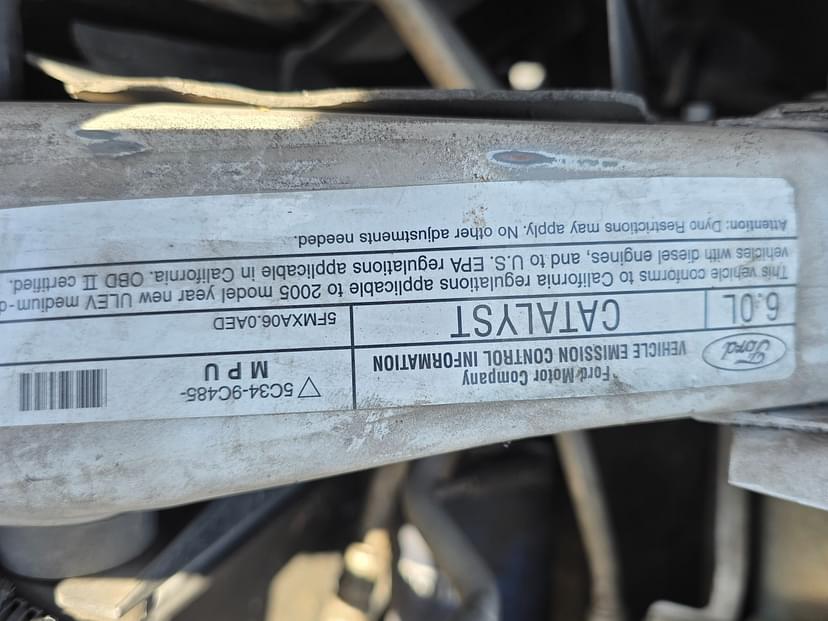 Ford
Ford Motor Company
VEHICLE EMISSION CONTROL INFORMATION
△ 5C34-9C485-
M P U
6.0L
CATALYST
5FMXA06.0AED
This vehicle conforms to California regulations applicable to 2005 model year new ULEV medium-d
vehicles with diesel engines, and to U.S. EPA regulations applicable in California. OBD II certified.
Attention: Dyno Restrictions may apply. No other adjustments needed.